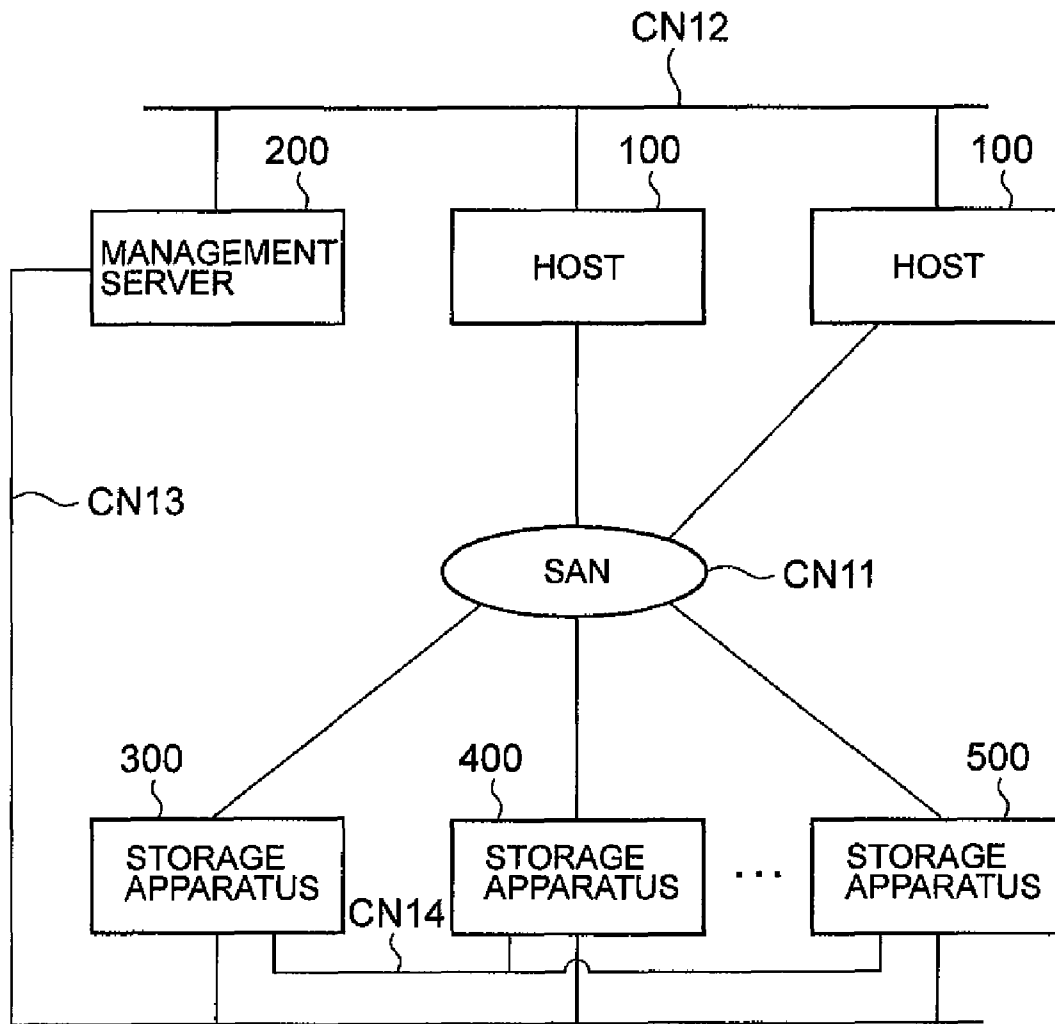 CN12
200
100
100
MANAGEMENT
SERVER
HOST
HOST
CN13
SAN
CN11
300
400
500
STORAGE
APPARATUS
STORAGE
APPARATUS
...
STORAGE
APPARATUS
CN14